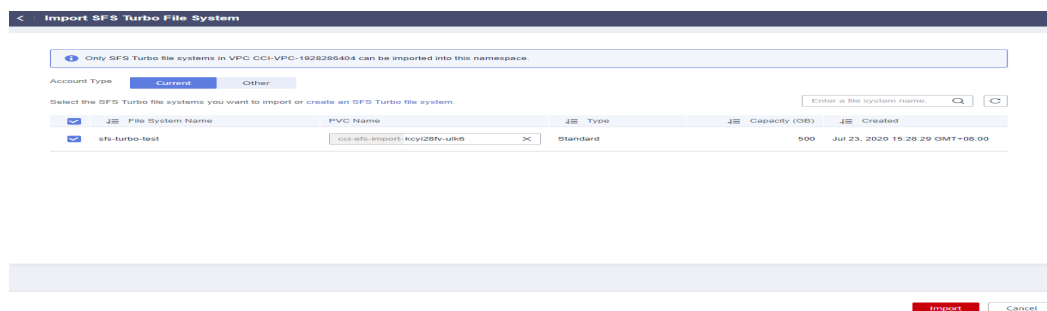 < Import SFS Turbo File System
Only SFS Turbo file systems in VPC CCI-VPC-1928286404 can be imported into this namespace.
Account Type Current Other
Select the SFS Turbo file systems you want to import or create an SFS Turbo file system. Enter a file system name.
File System Name PVC Name Type Capacity (GB) Created
sfs-turbo-test cci-efs-import-kcyi28fv-ulk6 Standard 500 Jul 23, 2020 15:28:29 GMT+08:00
Import Cancel